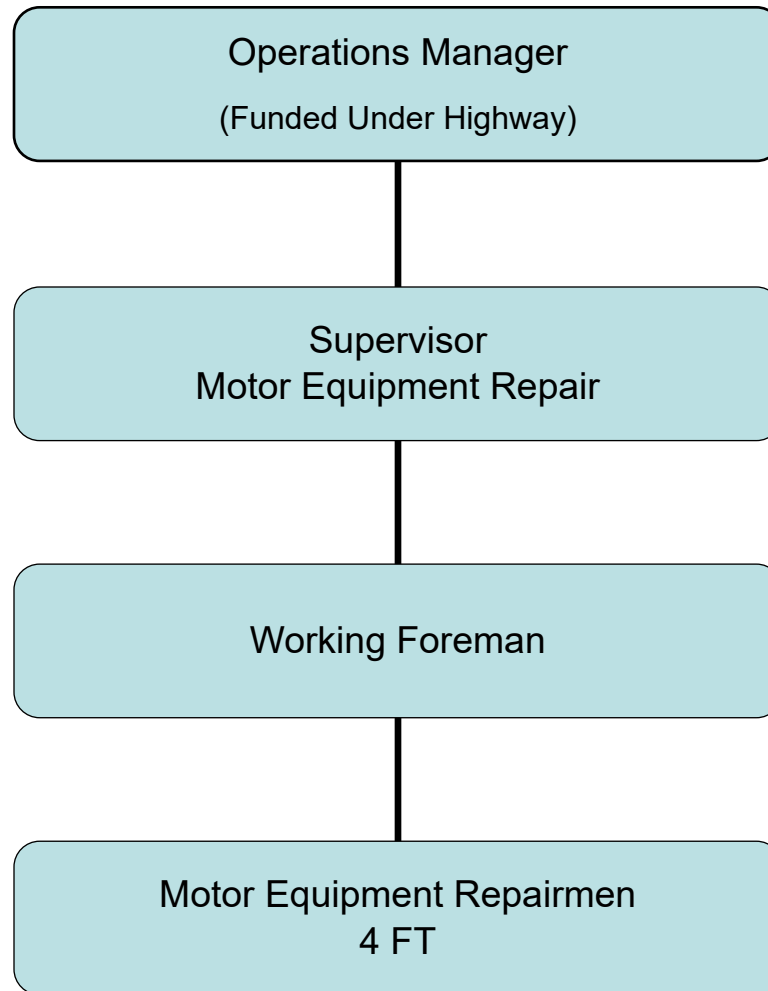 Operations Manager
(Funded Under Highway)
Supervisor
Motor Equipment Repair
Working Foreman
Motor Equipment Repairmen
4 FT